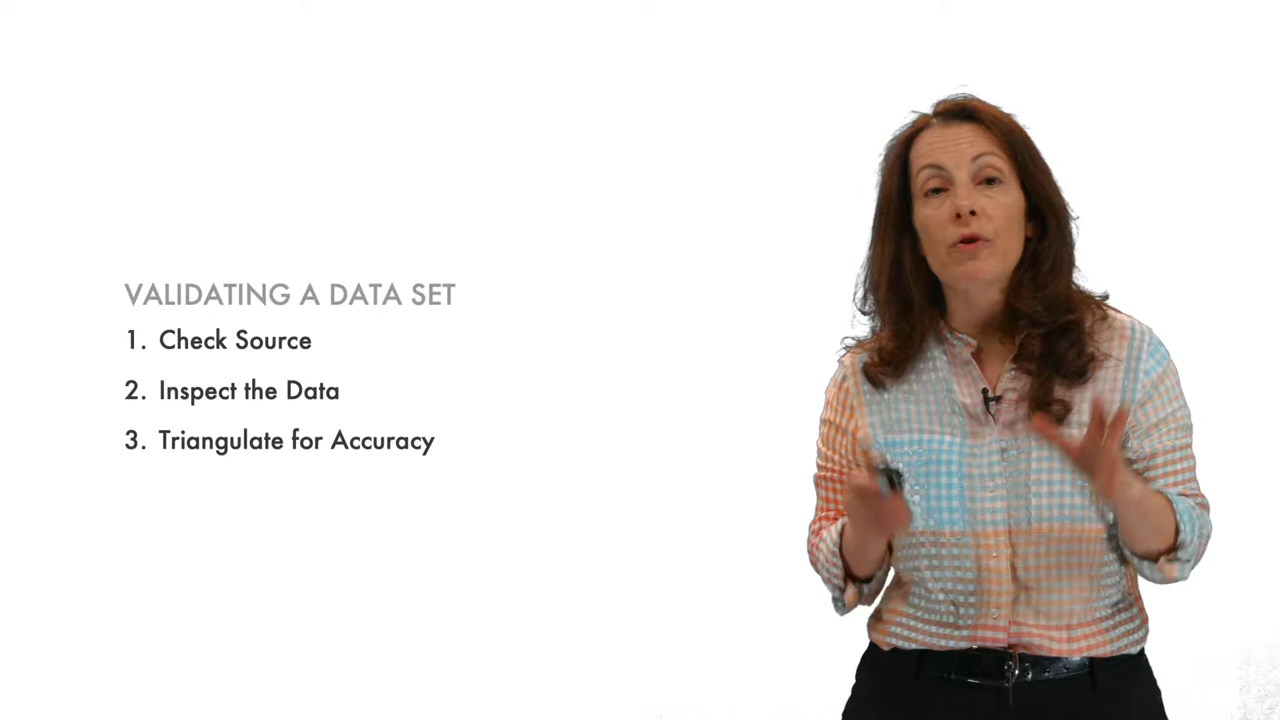 VALIDATING A DATA SET
1. Check Source
2. Inspect the Data
3. Triangulate for Accuracy